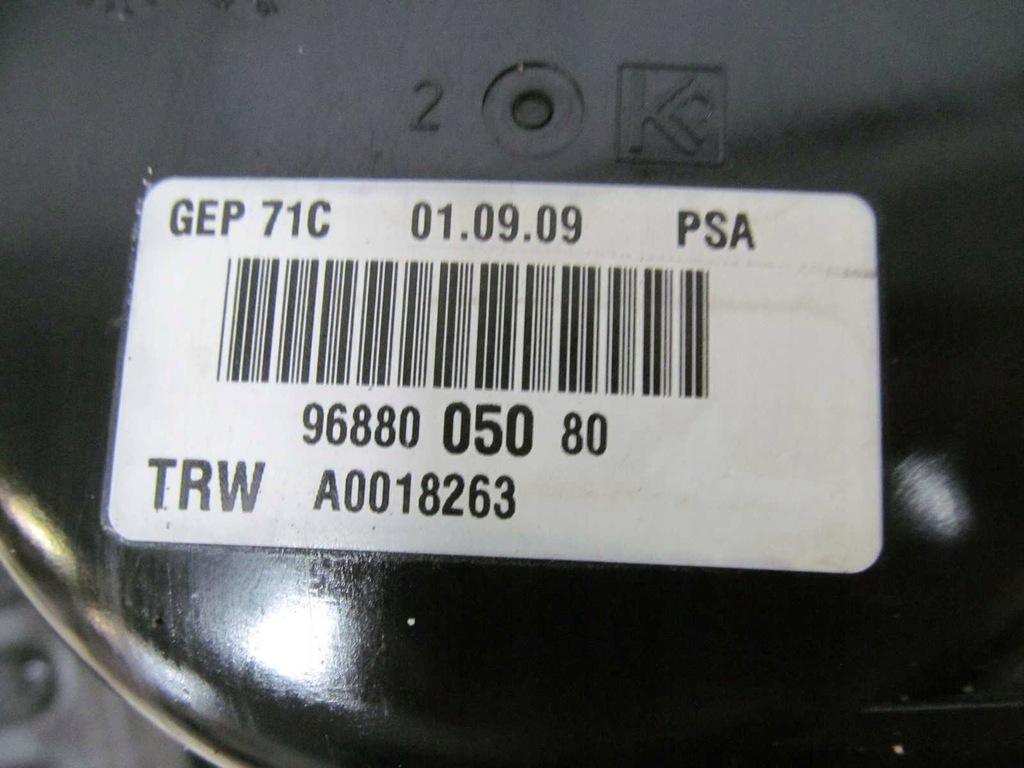 2 K
GEP 71C 01.09.09 PSA
96880 050 80
TRW A0018263